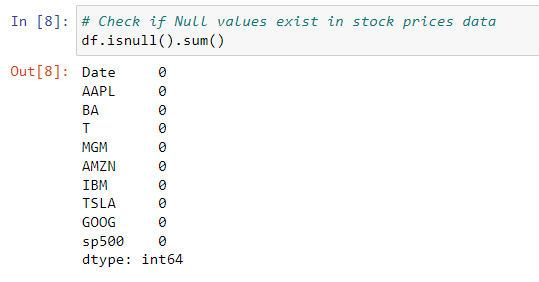 In [8]: # Check if Null values exist in stock prices data
df.isnull().sum()
Out[8]: Date 0
AAPL 0
BA 0
T 0
MGM 0
AMZN 0
IBM 0
TSLA 0
GOOG 0
sp500 0
dtype: int64